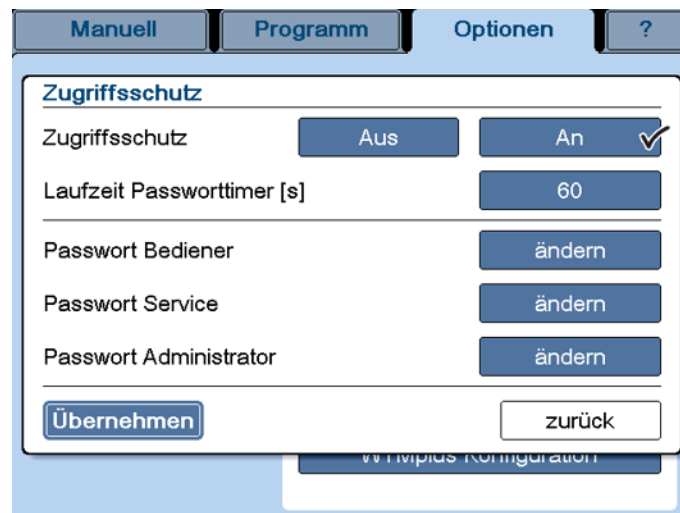 Manuell Programm Optionen ?
Zugriffsschutz
Zugriffsschutz Aus An
Laufzeit Passworttimer [s] 60
Passwort Bediener ändern
Passwort Service ändern
Passwort Administrator ändern
Übernehmen zurück
Konfiguration